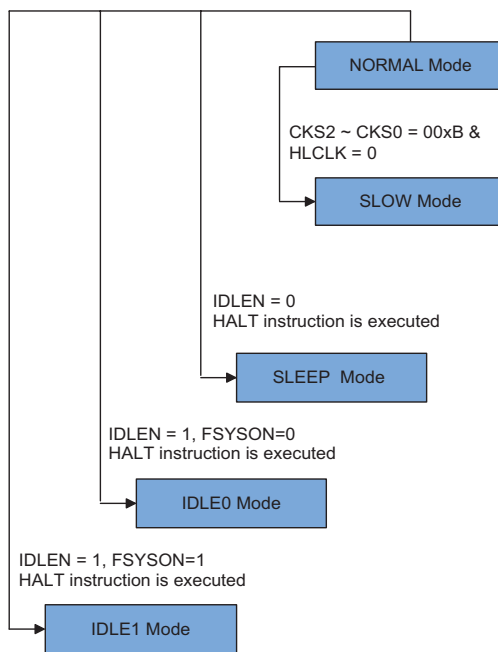 NORMAL Mode
CKS2 ~ CKS0 = 00xB &
HLCLK = 0
SLOW Mode
IDLEN = 0
HALT instruction is executed
SLEEP Mode
IDLEN = 1, FSYSON=0
HALT instruction is executed
IDLE0 Mode
IDLEN = 1, FSYSON=1
HALT instruction is executed
IDLE1 Mode